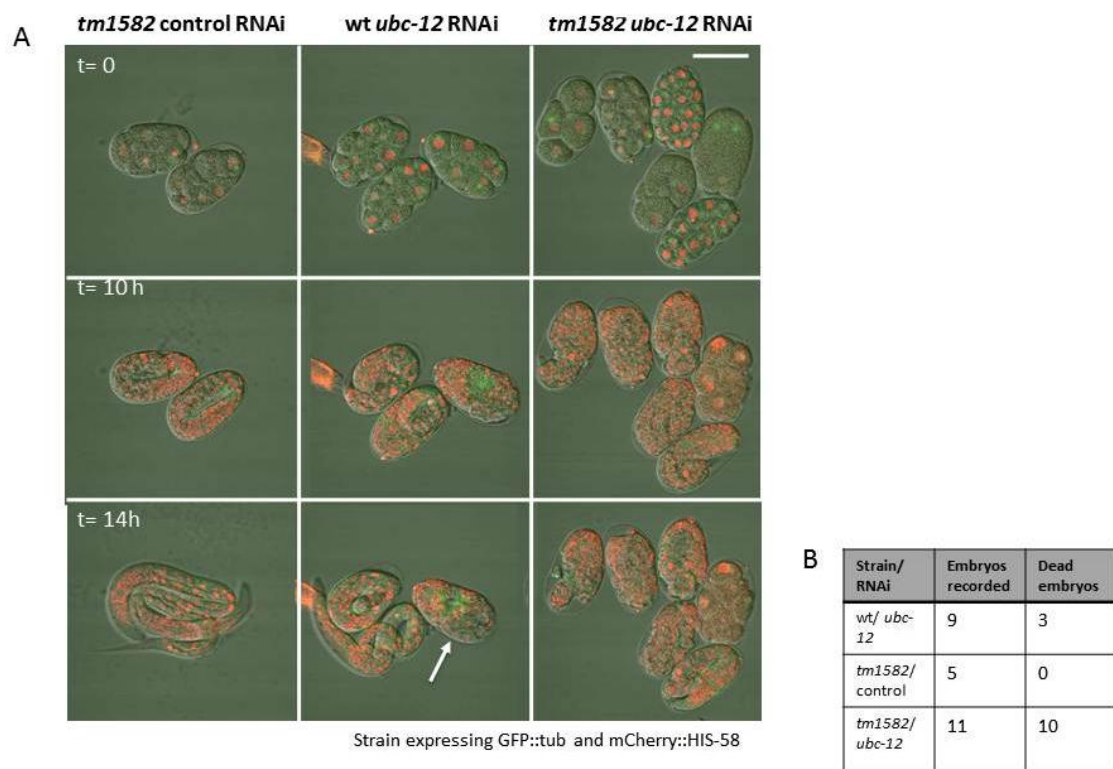 A
tm1582 control RNAi
wt ubc-12 RNAi
tm1582 ubc-12 RNAi
t= 0
t= 10 h
t= 14h
Strain expressing GFP::tub and mCherry::HIS-58
B
Strain/
RNAi
Embryos
recorded
Dead
embryos
wt/ ubc-
12
9
3
tm1582/
control
5
0
tm1582/
ubc-12
11
10